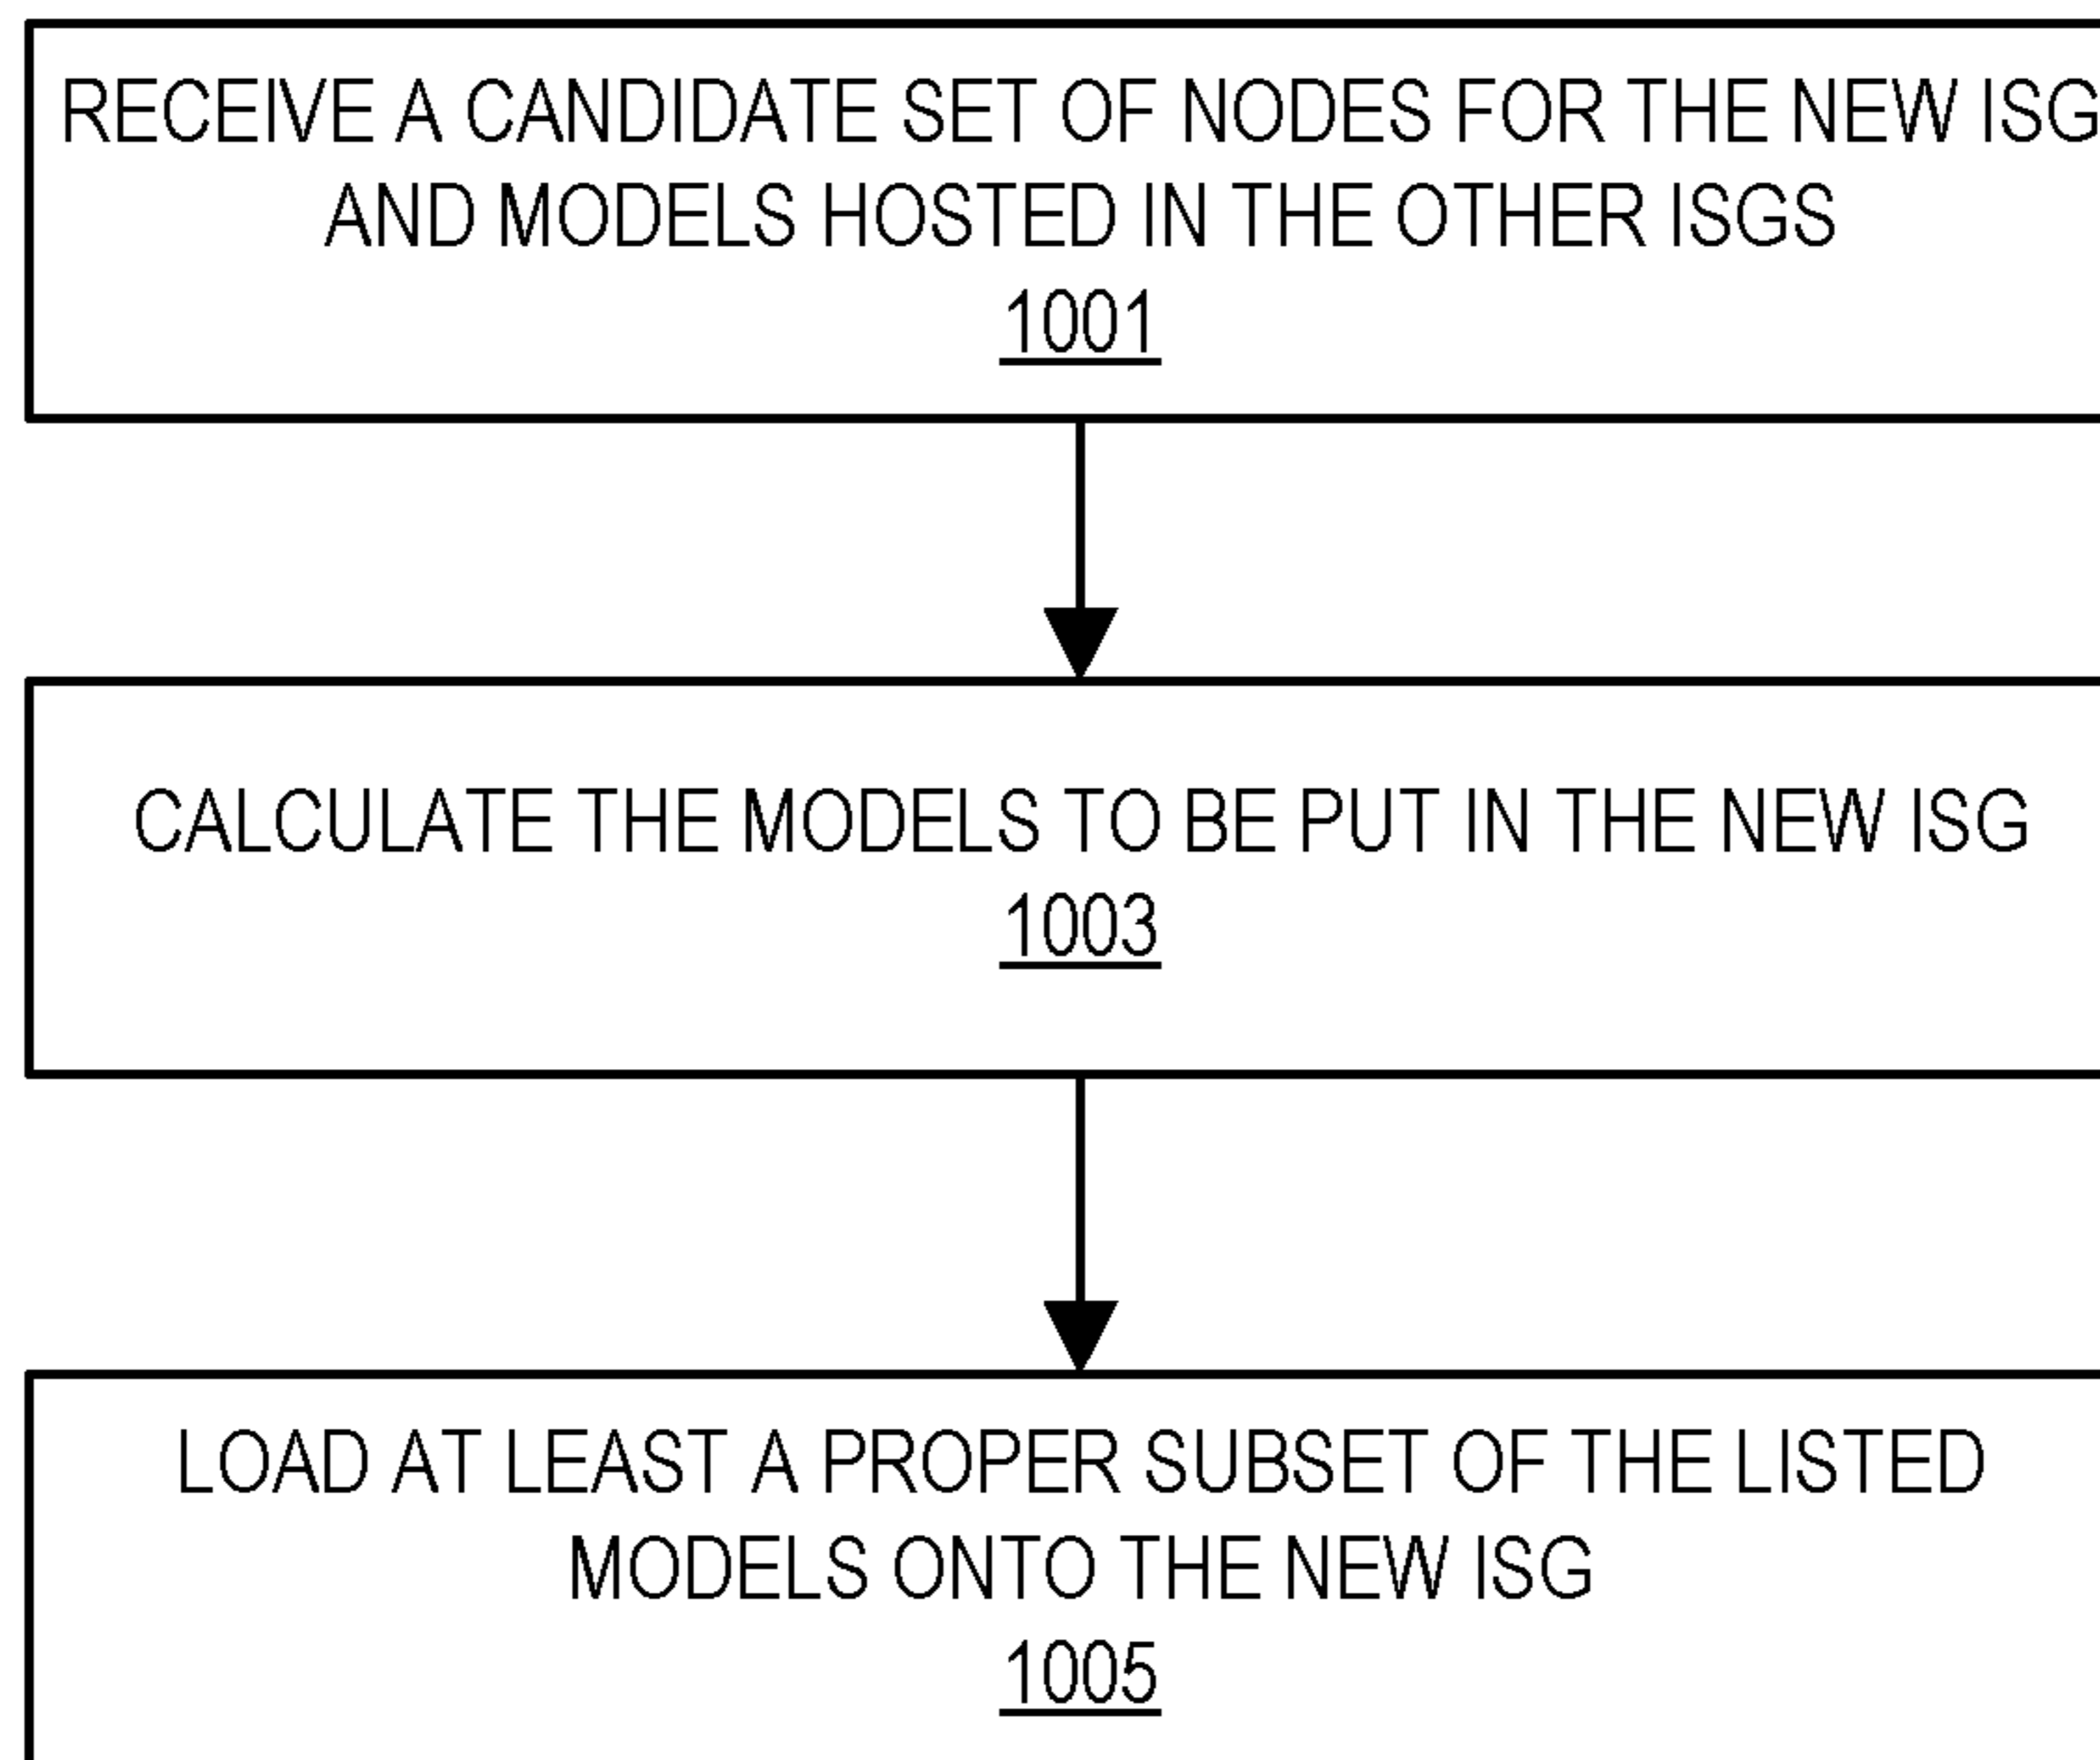 RECEIVE A CANDIDATE SET OF NODES FOR THE NEW ISG
AND MODELS HOSTED IN THE OTHER ISGS
1001
CALCULATE THE MODELS TO BE PUT IN THE NEW ISG
1003
LOAD AT LEAST A PROPER SUBSET OF THE LISTED
MODELS ONTO THE NEW ISG
1005